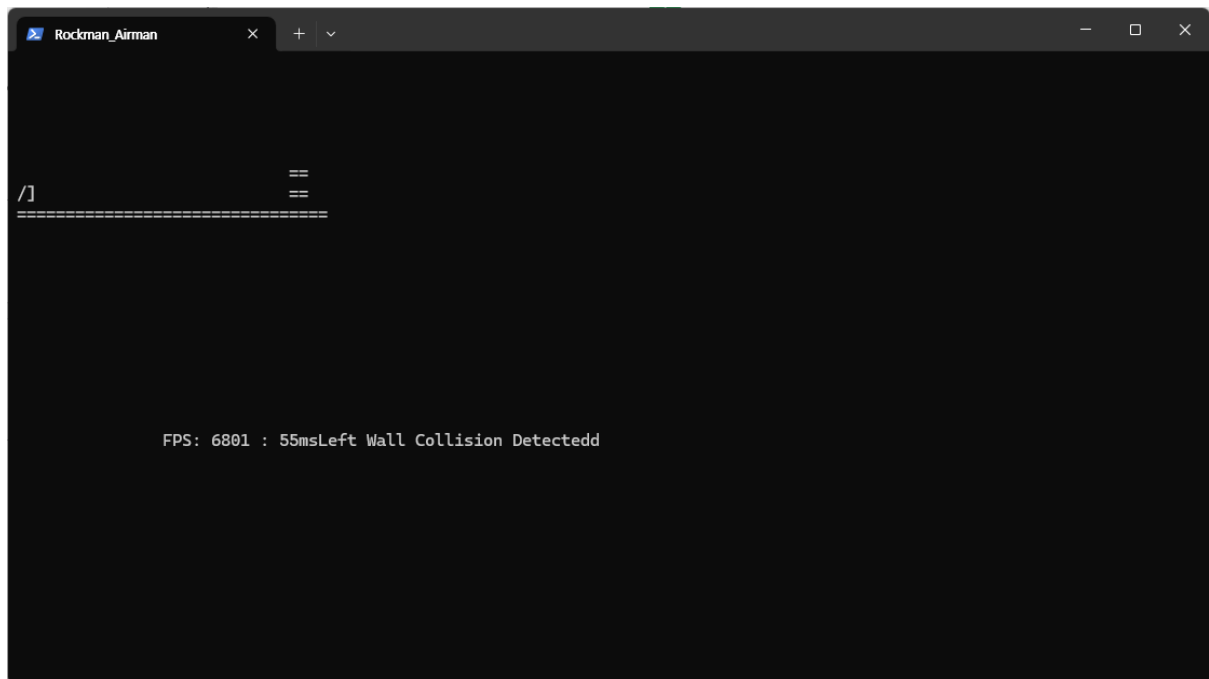 Rockman_Airman
==
/] ==
================================
FPS: 6801 : 55msLeft Wall Collision Detectedd